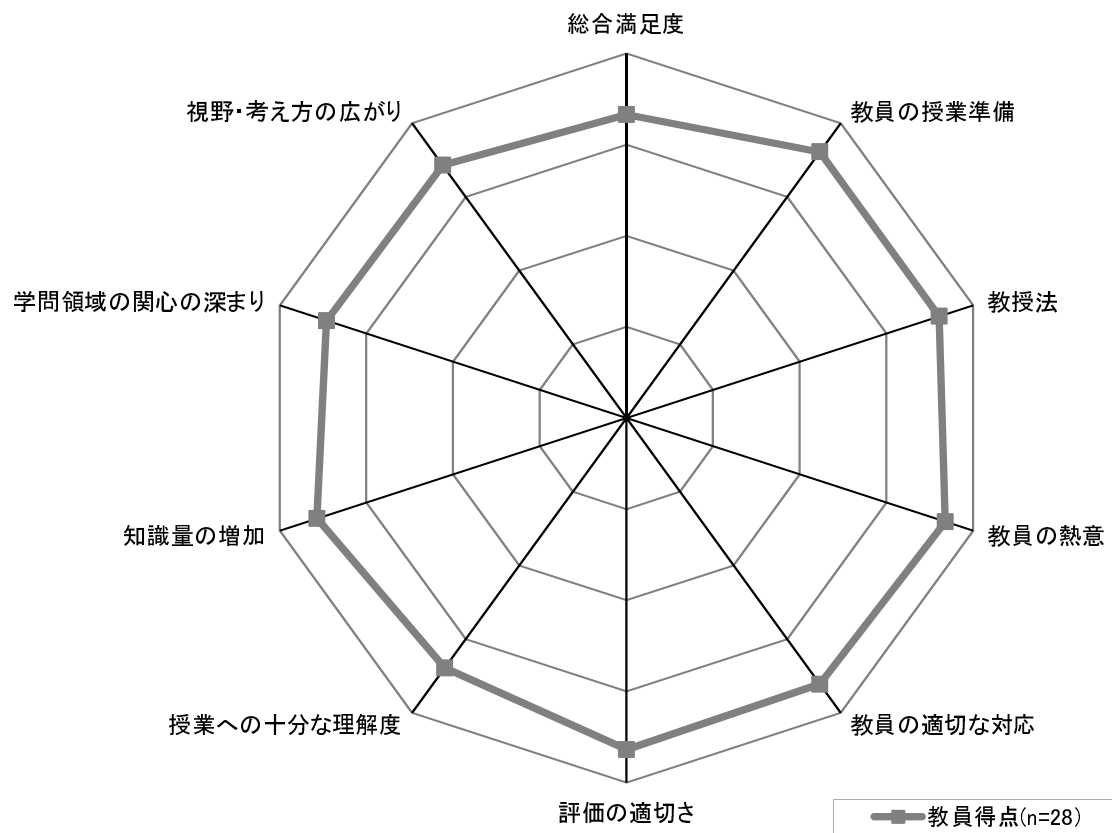 総合満足度
視野・考え方の広がり
教員の授業準備
学問領域の関心の深まり
教授法
知識量の増加
教員の熱意
授業への十分な理解度
教員の適切な対応
評価の適切さ
教員得点(n=28)